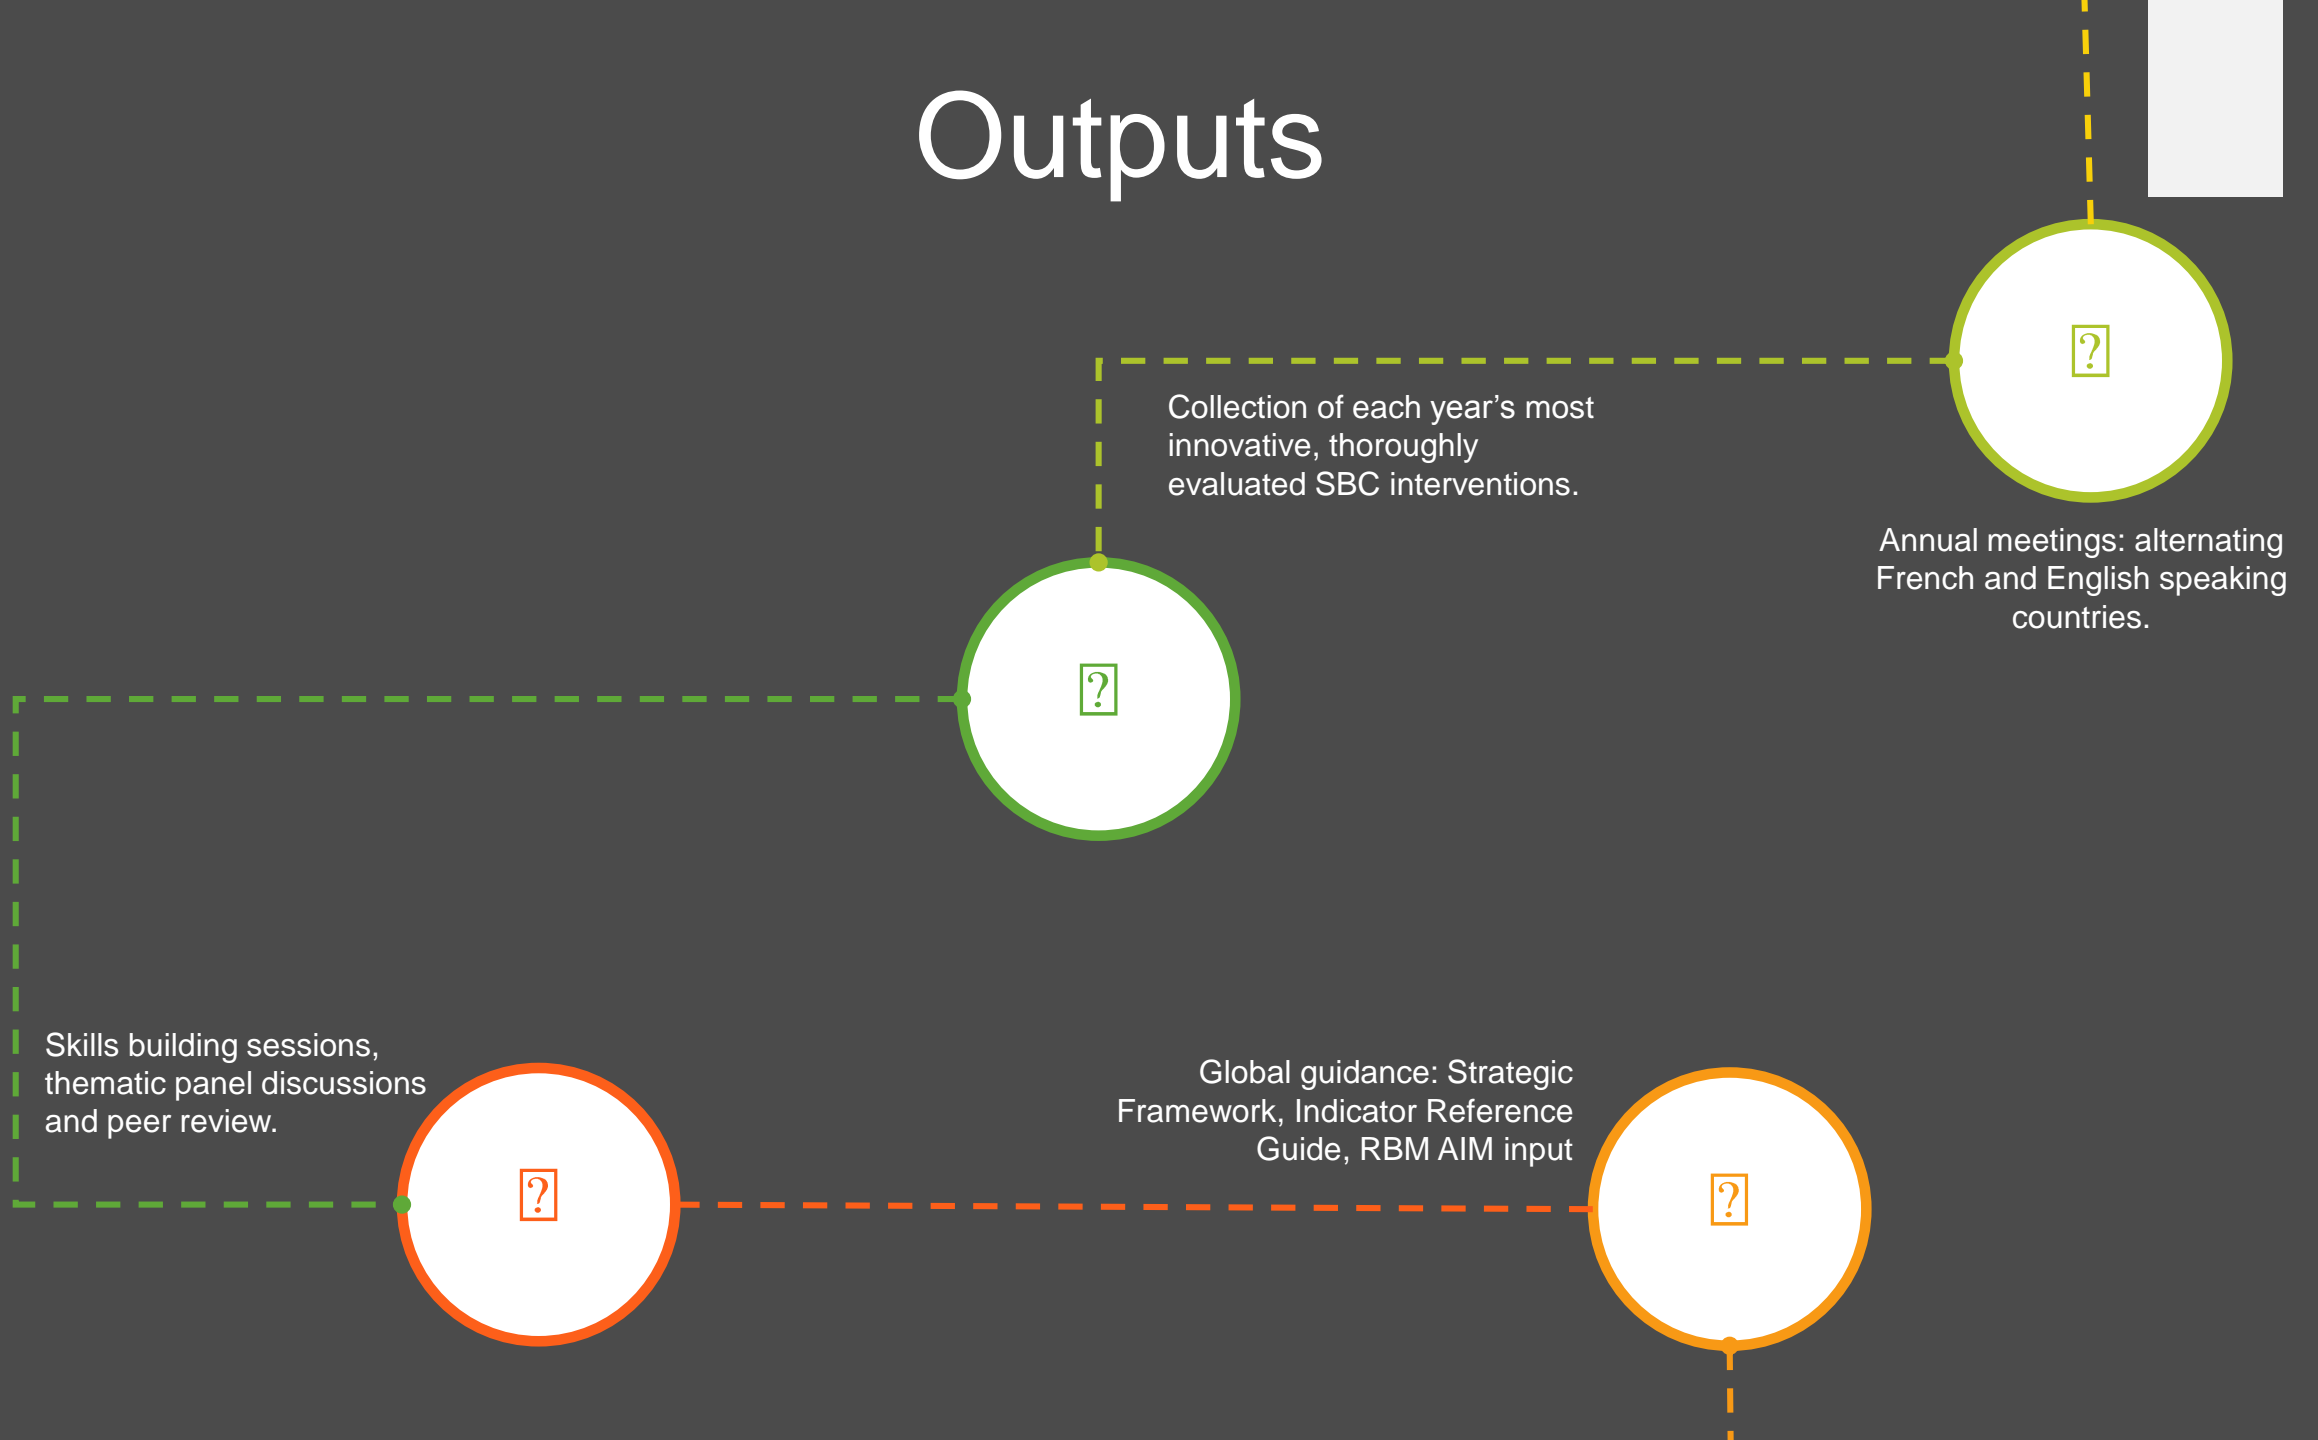 Outputs
Collection of each year’s most
innovative, thoroughly
evaluated SBC interventions.
Annual meetings: alternating
French and English speaking
countries.
Skills building sessions,
thematic panel discussions
and peer review.
Global guidance: Strategic
Framework, Indicator Reference
Guide, RBM AIM input